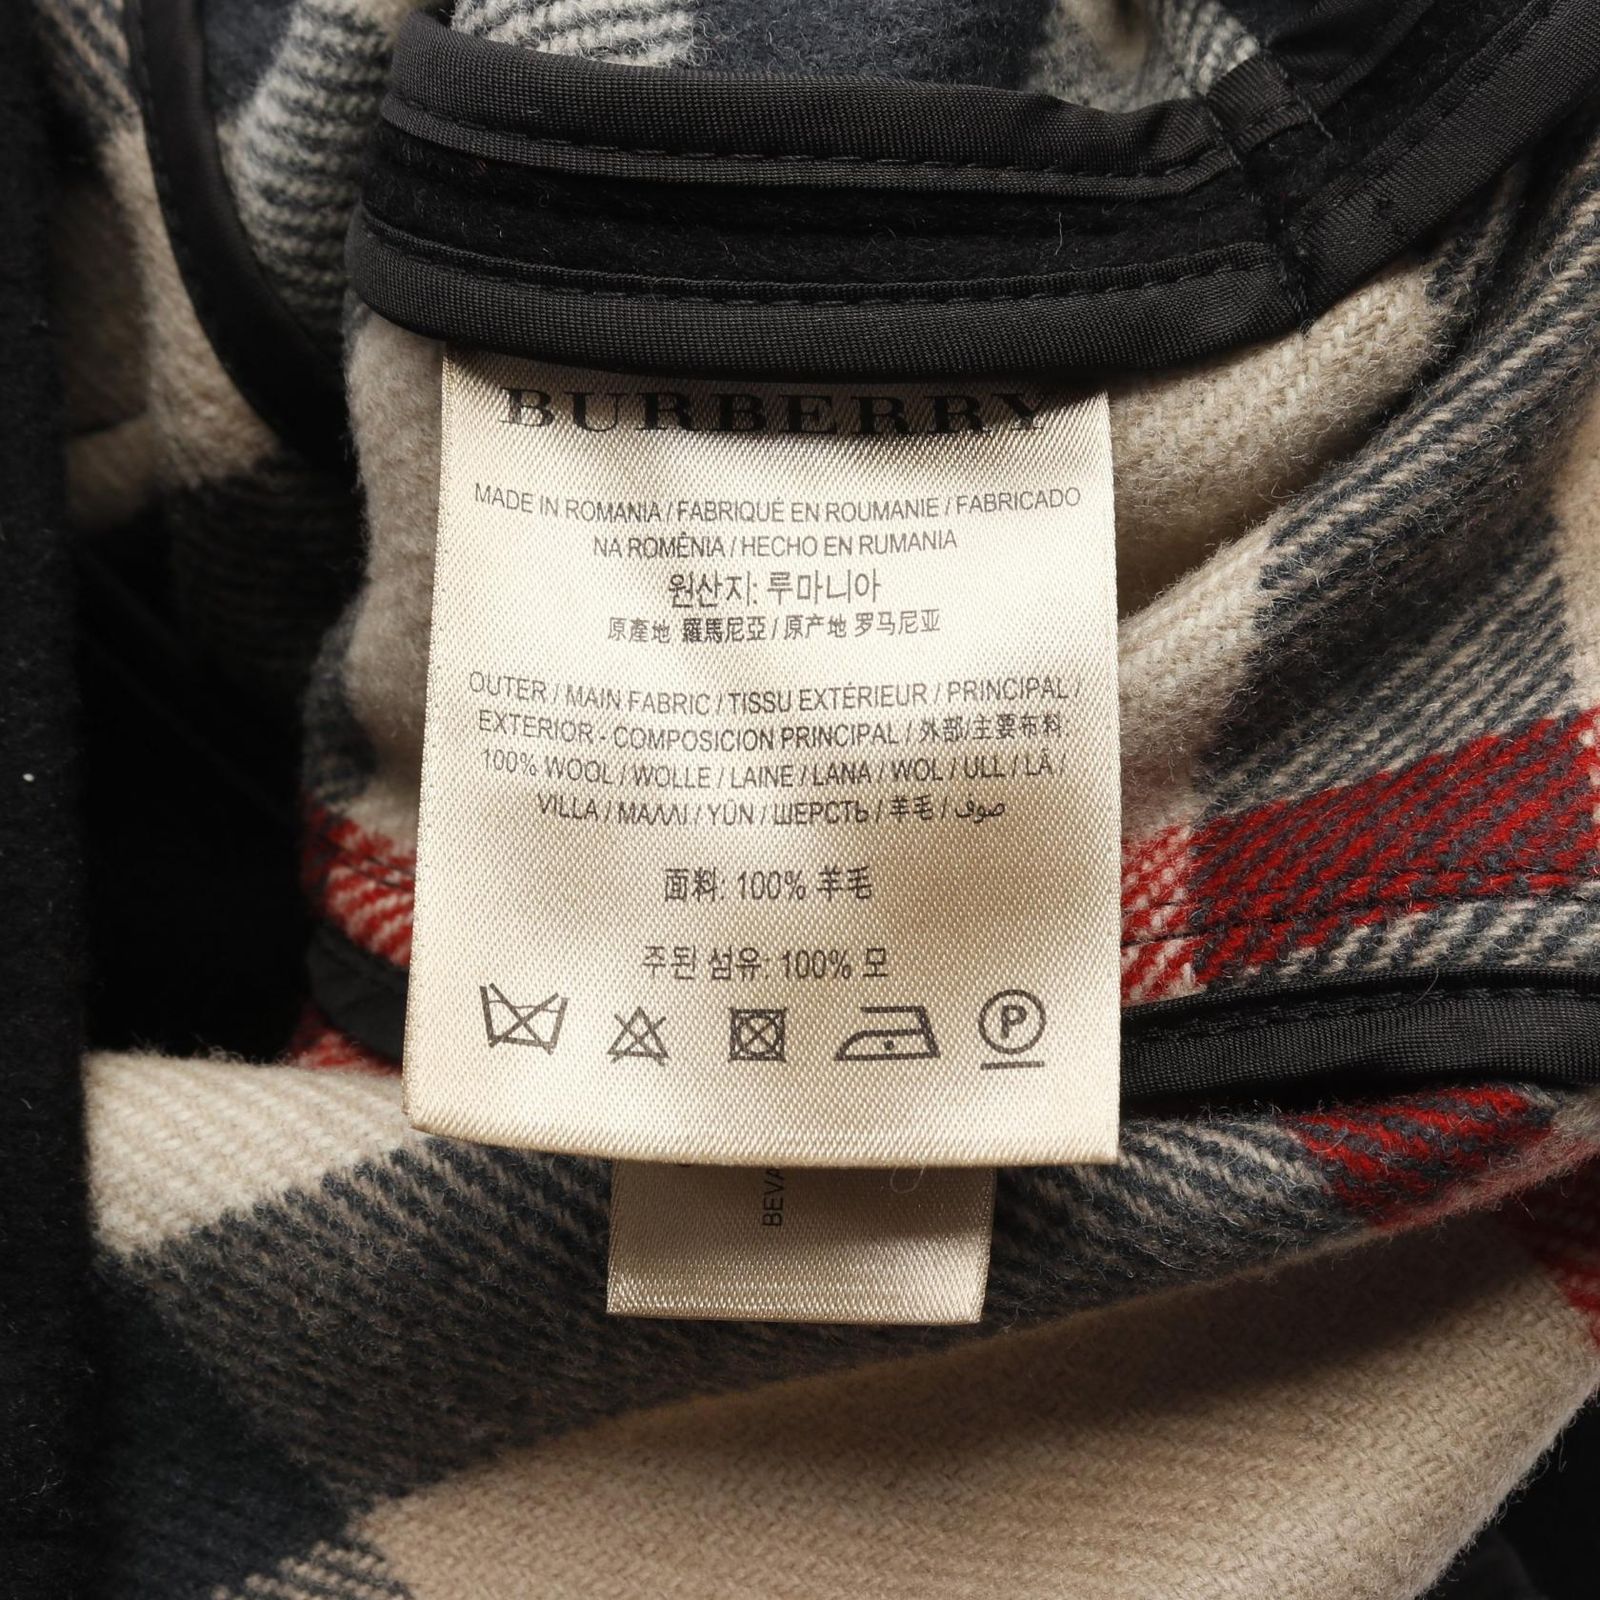 BURBERRY
MADE IN ROMANIA / FABRIQUÉ EN ROUMANIE / FABRICADO
NA ROMÊNIA / HECHO EN RUMANIA
원산지: 루마니아
原產地 羅馬尼亞 / 原产地 罗马尼亚
OUTER / MAIN FABRIC / TISSU EXTÉRIEUR / PRINCIPAL /
EXTERIOR - COMPOSICION PRINCIPAL / 外部/主要布料:
100% WOOL / WOLLE / LAINE / LANA / WOL / ULL / LÃ /
VILLA / ΜΑΛΛΙ / YÜN / ШЕРСТЬ / 羊毛 / صوف
面料: 100% 羊毛
주된 섬유: 100% 모
P
BEVA